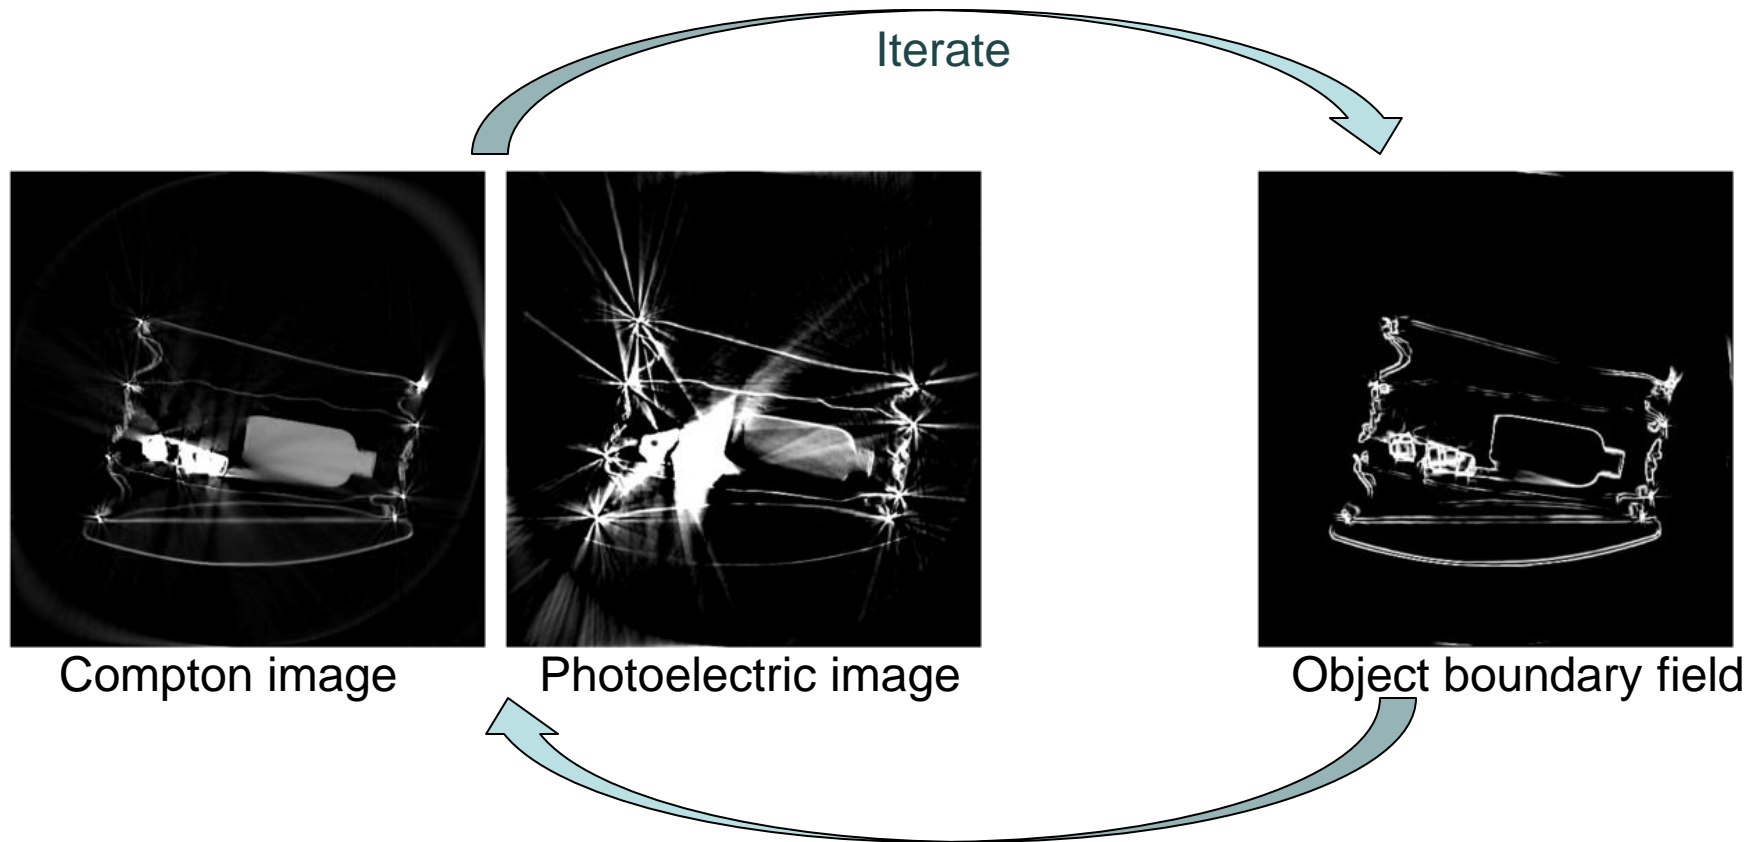 Iterate
Compton image
Photoelectric image
Object boundary field